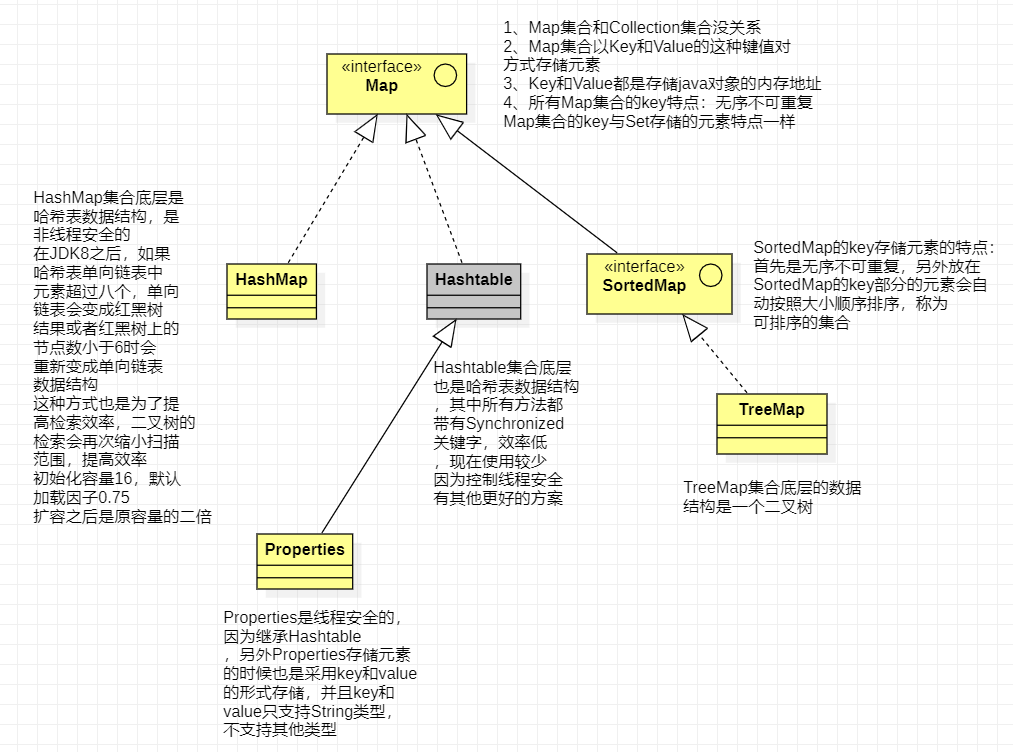 «interface»
Map
1、Map集合和Collection集合没关系
2、Map集合以Key和Value的这种键值对
方式存储元素
3、Key和Value都是存储java对象的内存地址
4、所有Map集合的key特点：无序不可重复
Map集合的key与Set存储的元素特点一样
HashMap集合底层是
哈希表数据结构，是
非线程安全的
在JDK8之后，如果
哈希表单向链表中
元素超过八个，单向
链表会变成红黑树
结果或者红黑树上的
节点数小于6时会
重新变成单向链表
数据结构
这种方式也是为了提
高检索效率，二叉树的
检索会再次缩小扫描
范围，提高效率
初始化容量16，默认
加载因子0.75
扩容之后是原容量的二倍
HashMap
Hashtable
«interface»
SortedMap
SortedMap的key存储元素的特点：
首先是无序不可重复，另外放在
SortedMap的key部分的元素会自
动按照大小顺序排序，称为
可排序的集合
Hashtable集合底层
也是哈希表数据结构
，其中所有方法都
带有Synchronized
关键字，效率低
，现在使用较少
因为控制线程安全
有其他更好的方案
TreeMap
TreeMap集合底层的数据
结构是一个二叉树
Properties
Properties是线程安全的，
因为继承Hashtable
，另外Properties存储元素
的时候也是采用key和value
的形式存储，并且key和
value只支持String类型，
不支持其他类型